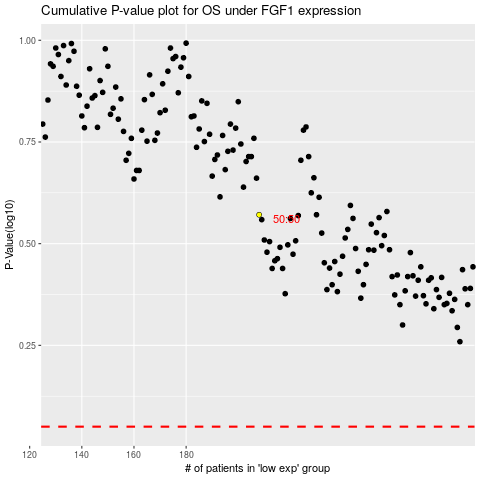 Cumulative P-value plot for OS under FGF1 expression
P-Value(log10)
1.00
0.75
0.50
0.25
50:50
120 124 140 160 180
# of patients in 'low exp' group